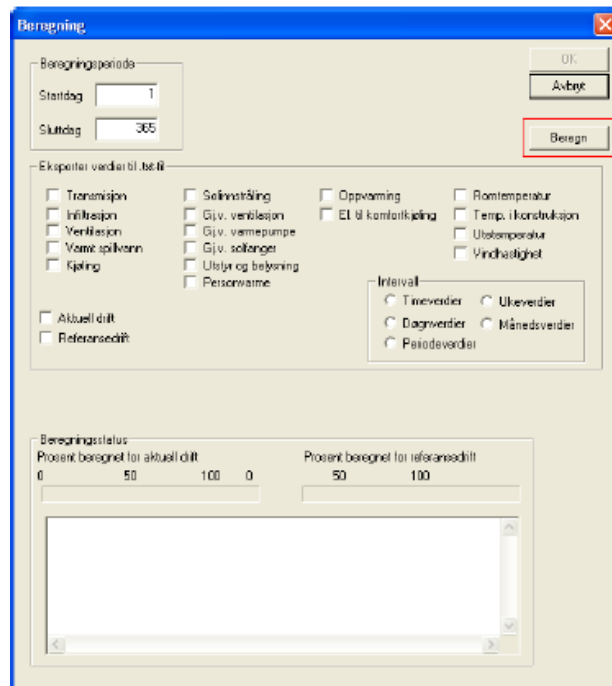 Beregning
Beregningsperiode
OK
Startdag 1
Avbryt
Sluttdag 365
Beregn
Eksporter verdier til .txt-fil
Transmisjon Solinnstråling Oppvarming Romtemperatur
Infiltrasjon Gj.v. ventilasjon El. til komfortkjøling Temp. i konstruksjon
Ventilasjon Gj.v. varmepumpe Utetemperatur
Varmt spillvann Gj.v. solfanger Vindhastighet
Kjøling Utstyr og belysning
Personvarme
Intervall
Timeverdier Ukeverdier
Aktuell drift
Døgnverdier Månedsverdier
Referansedrift
Periodeverdier
Beregningsstatus
Prosent beregnet for aktuell drift Prosent beregnet for referansedrift
0 50 100 0 50 100